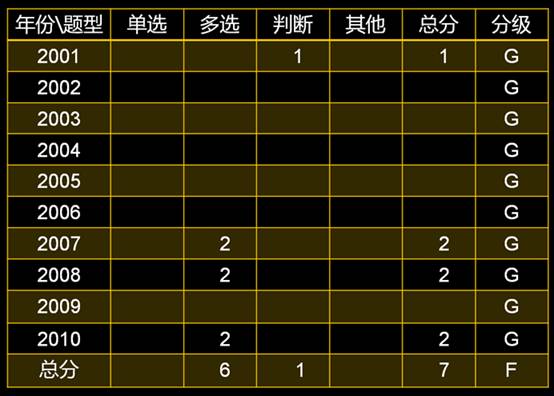 年份\题型 单选 多选 判断 其他 总分 分级
2001 1 1 G
2002 G
2003 G
2004 G
2005 G
2006 G
2007 2 2 G
2008 2 2 G
2009 G
2010 2 2 G
总分 6 1 7 F